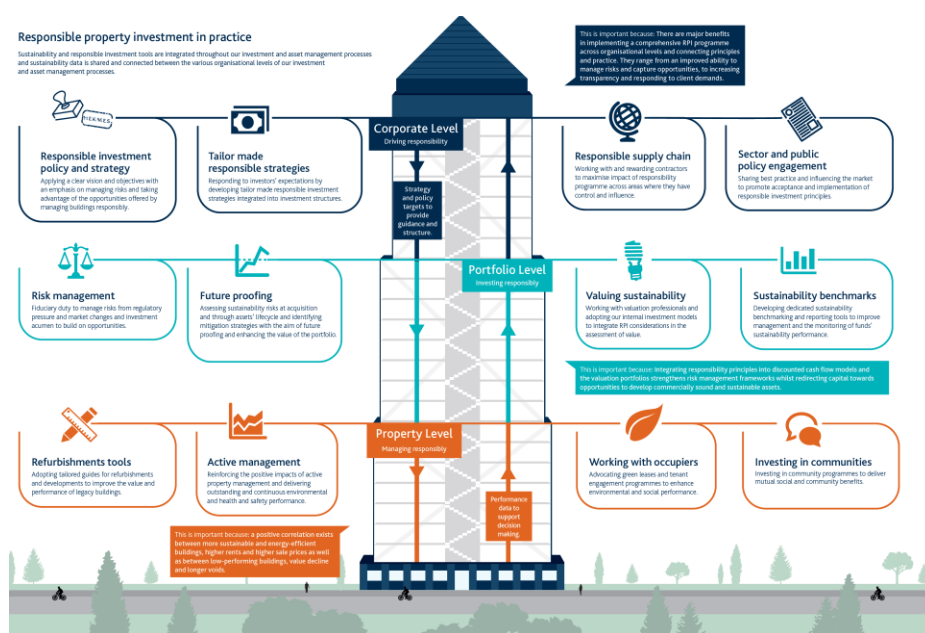 Responsible property investment in practice
Sustainability and responsible investment tools are integrated throughout our investment and asset management processes
and sustainability data is shared and connected between the various organisational levels of our investment
and asset management processes.
This is important because: There are major benefits
in implementing a comprehensive RPI programme
across organisational levels and connecting principles
and practice. They range from an improved ability to
manage risks and capture opportunities, to increasing
transparency and responding to client demands.
HERMES
Responsible investment
policy and strategy
Applying a clear vision and objectives with
an emphasis on managing risks and taking
advantage of the opportunities offered by
managing buildings responsibly.
Tailor made
responsible strategies
Responding to investors' expectations by
developing tailor made responsible investment
strategies integrated into investment structures.
Corporate Level
Driving responsibility
Strategy
and policy
targets to
provide
guidance and
structure.
Responsible supply chain
Working with and rewarding contractors
to maximise impact of responsibility
programme across areas where they have
control and influence.
Sector and public
policy engagement
Sharing best practice and influencing the market
to promote acceptance and implementation of
responsible investment principles.
Risk management
Fiduciary duty to manage risks from regulatory
pressure and market changes and investment
acumen to build on opportunities.
Future proofing
Assessing sustainability risks at acquisition
and through assets' lifecycle and identifying
mitigation strategies with the aim of future
proofing and enhancing the value of the portfolio.
Portfolio Level
Investing responsibly
Valuing sustainability
Working with valuation professionals and
adopting our internal investment models
to integrate RPI considerations in the
assessment of value.
Sustainability benchmarks
Developing dedicated sustainability
benchmarking and reporting tools to improve
management and the monitoring of funds'
sustainability performance.
This is important because: Integrating responsibility principles into discounted cash flow models and
the valuation portfolios strengthens risk management frameworks whilst redirecting capital towards
opportunities to develop commercially sound and sustainable assets.
Refurbishments tools
Adopting tailored guides for refurbishments
and developments to improve the value and
performance of legacy buildings.
Active management
Reinforcing the positive impacts of active
property management and delivering
outstanding and continuous environmental
and health and safety performance.
Property Level
Managing responsibly
Performance
data to
support
decision
making.
Working with occupiers
Advocating green leases and tenant
engagement programmes to enhance
environmental and social performance.
Investing in communities
Investing in community programmes to deliver
mutual social and community benefits.
This is important because: a positive correlation exists
between more sustainable and energy-efficient
buildings, higher rents and higher sale prices as well
as between low-performing buildings, value decline
and longer voids.